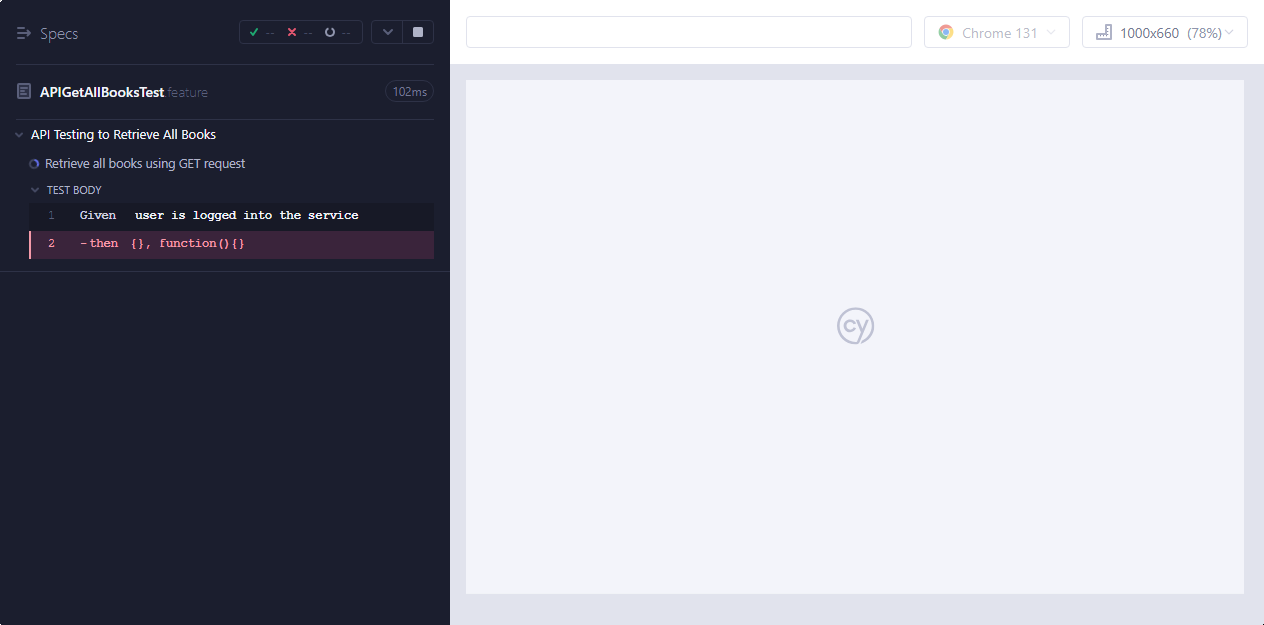 Specs -- -- --
APIGetAllBooksTest feature 102ms
API Testing to Retrieve All Books
Retrieve all books using GET request
TEST BODY
1 Given user is logged into the service
2 -then {}, function(){}
Chrome 131
1000x660 (78%)
cy